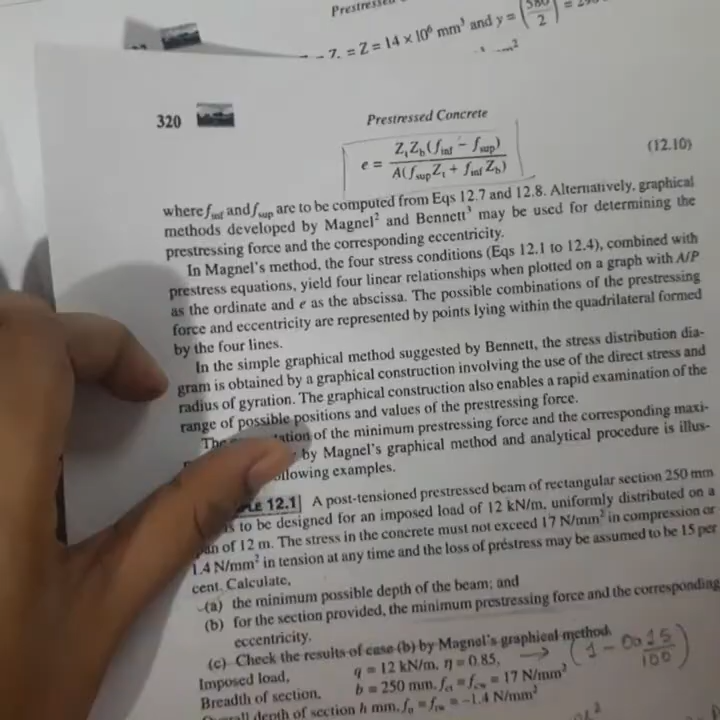 Prestressed
= Z = 14 × 10⁶ mm³ and y = (580/2) =
320
Prestressed Concrete
e = ZₜZ_b(f_inf − f_sup) / A(f_sup Zₜ + f_inf Z_b) (12.10)
where f_inf and f_sup are to be computed from Eqs 12.7 and 12.8. Alternatively, graphical
methods developed by Magnel² and Bennett³ may be used for determining the
prestressing force and the corresponding eccentricity.
In Magnel's method, the four stress conditions (Eqs 12.1 to 12.4), combined with
prestress equations, yield four linear relationships when plotted on a graph with A/P
as the ordinate and e as the abscissa. The possible combinations of the prestressing
force and eccentricity are represented by points lying within the quadrilateral formed
by the four lines.
In the simple graphical method suggested by Bennett, the stress distribution dia-
gram is obtained by a graphical construction involving the use of the direct stress and
radius of gyration. The graphical construction also enables a rapid examination of the
range of possible positions and values of the prestressing force.
The tation of the minimum prestressing force and the corresponding maxi-
by Magnel's graphical method and analytical procedure is illus-
ollowing examples.
PLE 12.1 A post-tensioned prestressed beam of rectangular section 250 mm
is to be designed for an imposed load of 12 kN/m, uniformly distributed on a
pan of 12 m. The stress in the concrete must not exceed 17 N/mm² in compression or
1.4 N/mm² in tension at any time and the loss of prestress may be assumed to be 15 per
cent. Calculate,
(a) the minimum possible depth of the beam; and
(b) for the section provided, the minimum prestressing force and the corresponding
eccentricity.
(c) Check the results of case (b) by Magnel's graphical method.
Imposed load, q = 12 kN/m, η = 0.85, → (1 - 15/100)
Breadth of section, b = 250 mm, f_ct = f_cw = 17 N/mm²
Overall depth of section h mm, f_tt = f_tw = −1.4 N/mm²